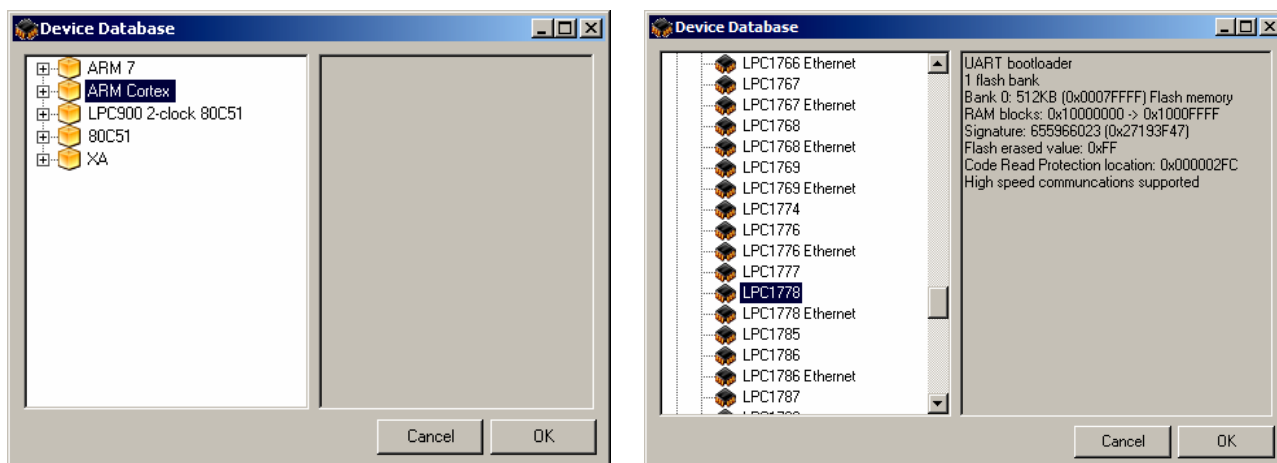 Device Database
ARM 7
ARM Cortex
LPC900 2-clock 80C51
80C51
XA
Cancel
OK
Device Database
LPC1766 Ethernet
LPC1767
LPC1767 Ethernet
LPC1768
LPC1768 Ethernet
LPC1769
LPC1769 Ethernet
LPC1774
LPC1776
LPC1776 Ethernet
LPC1777
LPC1778
LPC1778 Ethernet
LPC1785
LPC1786
LPC1786 Ethernet
LPC1787
UART bootloader
1 flash bank
Bank 0: 512KB (0x0007FFFF) Flash memory
RAM blocks: 0x10000000 -> 0x1000FFFF
Signature: 655966023 (0x27193F47)
Flash erased value: 0xFF
Code Read Protection location: 0x000002FC
High speed communcations supported
Cancel
OK